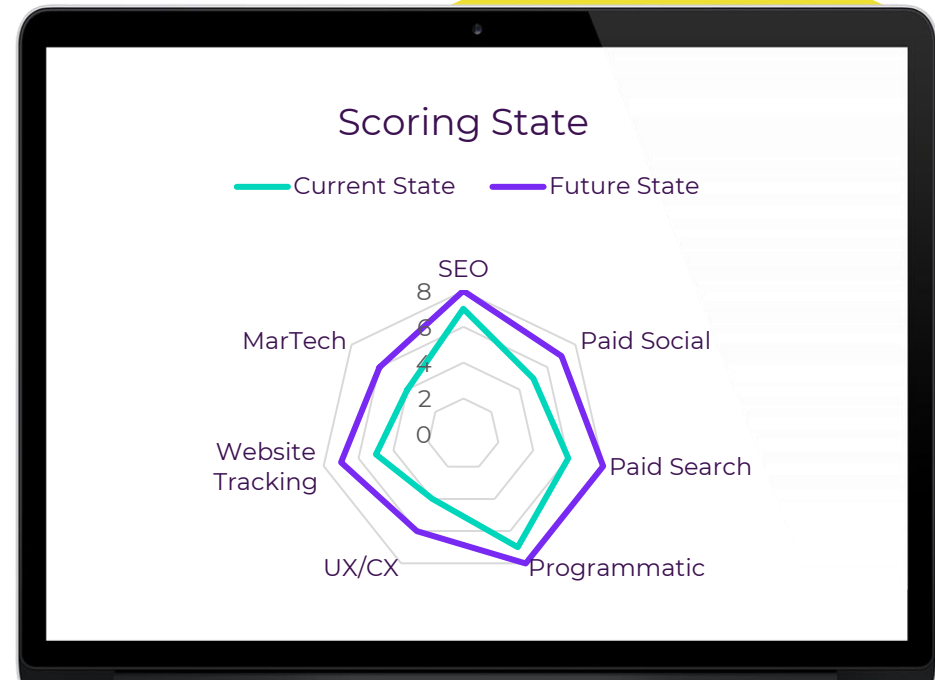 Scoring State
Current State
Future State
SEO
8
6
4
2
0
MarTech
Paid Social
Website
Tracking
Paid Search
UX/CX
Programmatic